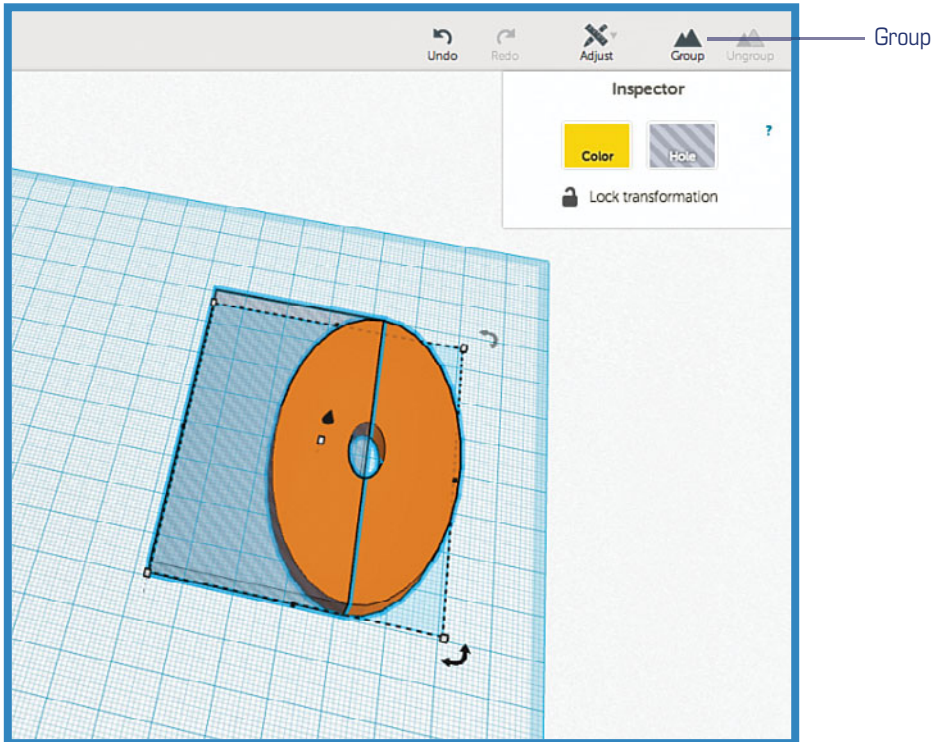 Undo Redo Adjust Group Ungroup Group
Inspector
Color Hole ?
Lock transformation